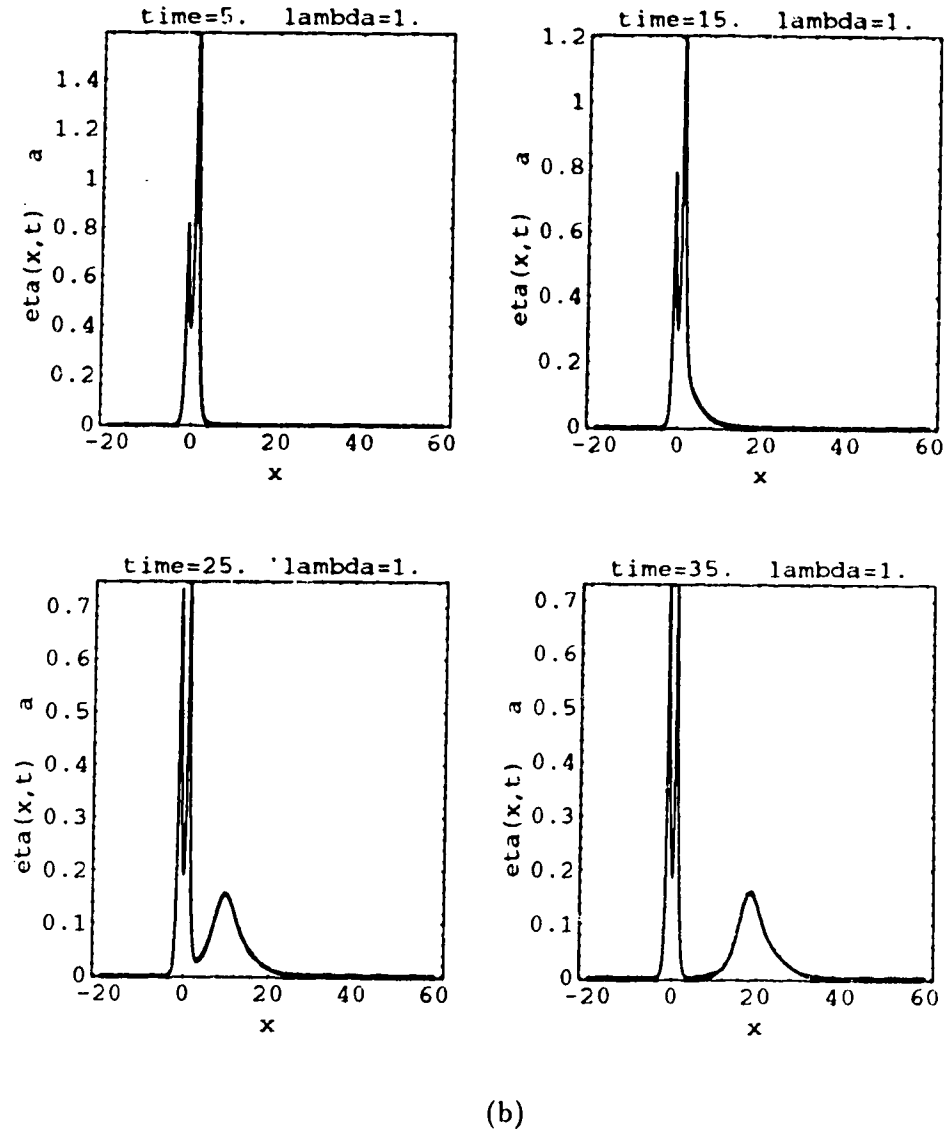 time=5. lambda=1.
1.4
1.2
1
0.8
0.6
0.4
0.2
0
eta(x,t) a
-20 0 20 40 60
x
time=15. lambda=1.
1.2
1
0.8
0.6
0.4
0.2
0
eta(x,t) a
-20 0 20 40 60
x
time=25. 'lambda=1.
0.7
0.6
0.5
0.4
0.3
0.2
0.1
0
eta(x,t) a
-20 0 20 40 60
x
time=35. lambda=1.
0.7
0.6
0.5
0.4
0.3
0.2
0.1
0
eta(x,t) a
-20 0 20 40 60
x
(b)